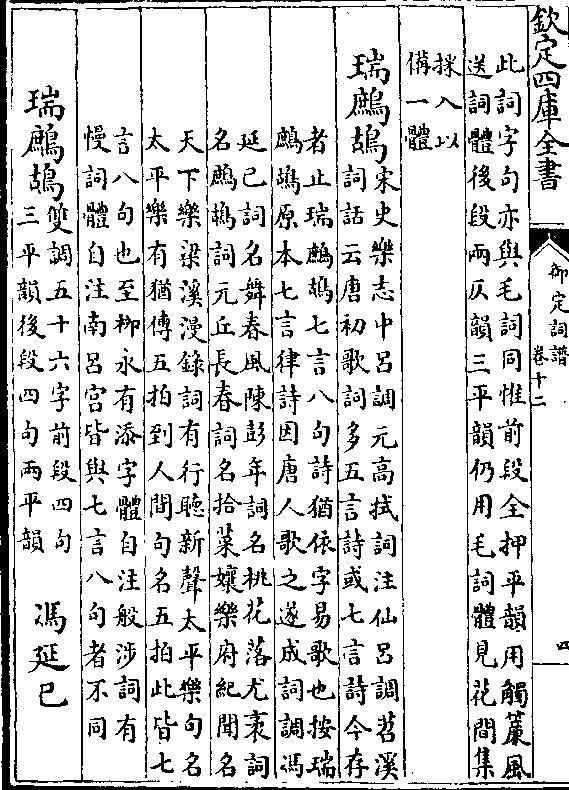 欽定四庫全書
御定詞譜
卷十二
四
此詞字句亦與毛詞同惟前段全押平韻用觸簾風
送詞體後段兩仄韻三平韻仍用毛詞體見花間集
採入以
備一體
瑞鷓鴣 宋史樂志中呂調元高拭詞注仙呂調苕溪
詞話云唐初歌詞多五言詩或七言詩今存
者止瑞鷓鴣七言八句詩猶依字易歌也按瑞
鷓鴣原本七言律詩因唐人歌之遂成詞調馮
延巳詞名舞春風陳彭年詞名桃花落尤袤詞
名鷓鴣詞元丘長春詞名拾菜孃樂府紀聞名
天下樂梁溪漫錄詞有行聽新聲太平樂句名
太平樂有猶傳五拍到人間句名五拍此皆七
言八句也至柳永有添字體自注般涉詞有
慢詞體自注南呂宮皆與七言八句者不同
瑞鷓鴣 雙調五十六字前段四句
三平韻後段四句兩平韻
馮延巳